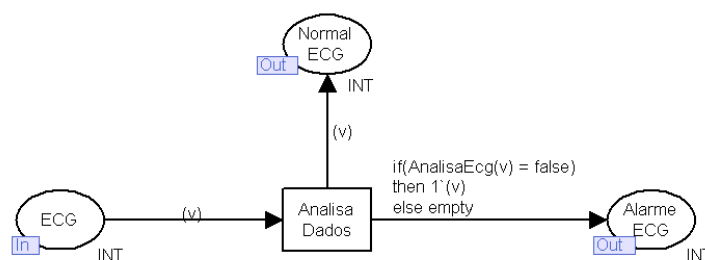 Normal
ECG
Out
INT
(v)
if(AnalisaEcg(v) = false)
then 1`(v)
else empty
ECG
In
INT
(v)
Analisa
Dados
Alarme
ECG
Out
INT